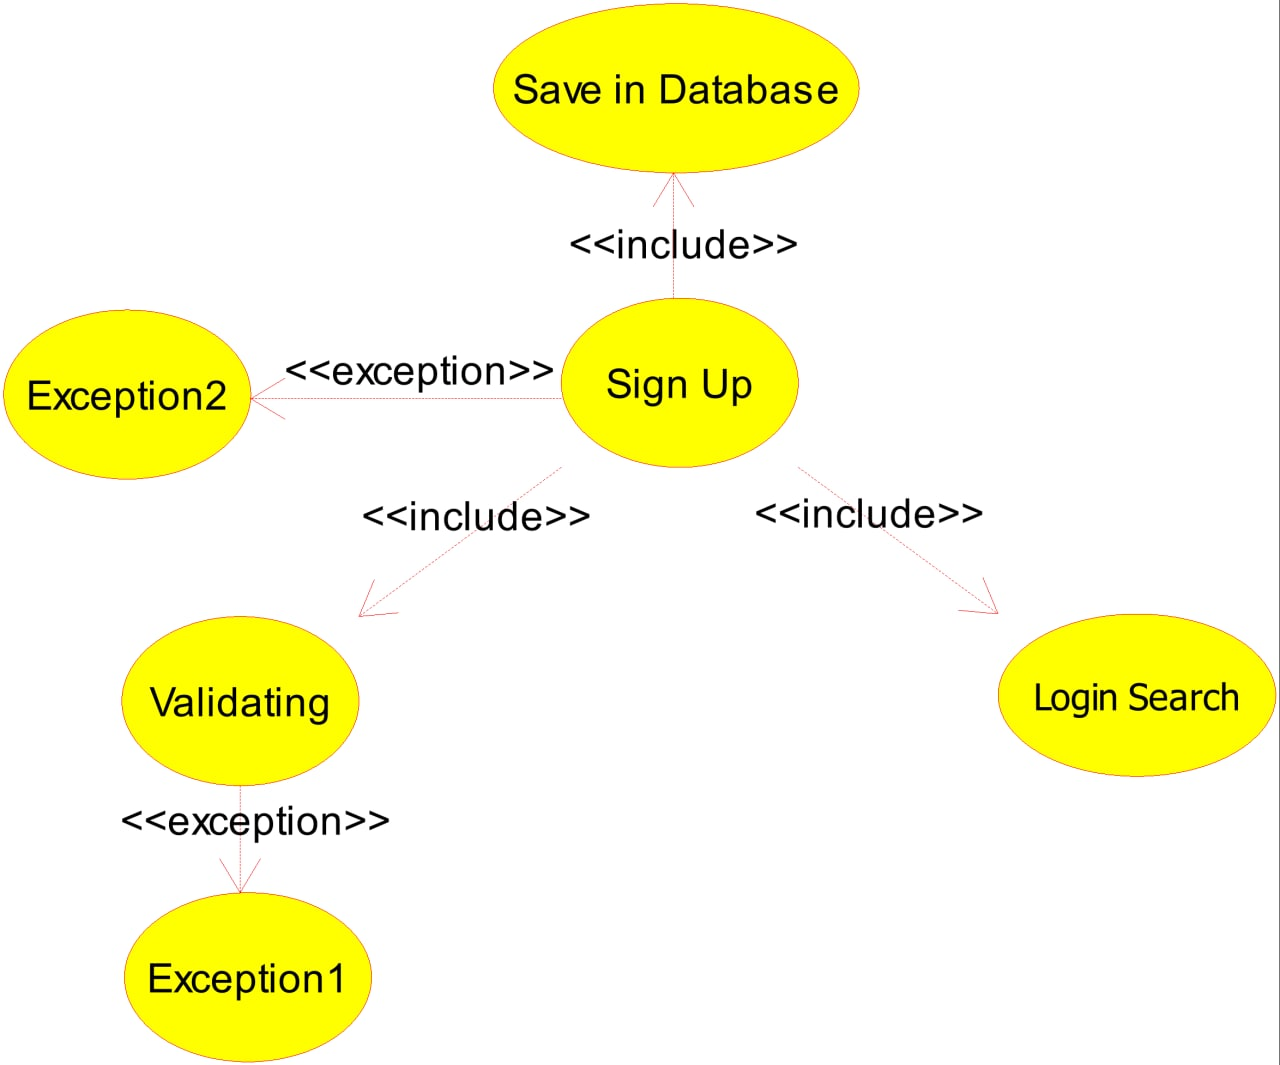 Save in Database
<<include>>
<<exception>>
Sign Up
Exception2
<<include>>
<<include>>
Validating
Login Search
<<exception>>
Exception1